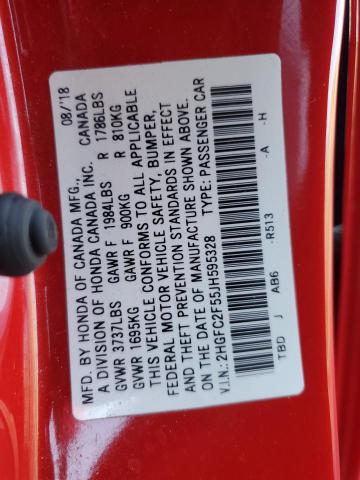 MFD. BY HONDA OF CANADA MFG., 08/'18
A DIVISION OF HONDA CANADA INC. CANADA
GVWR 3737LBS GAWR F 1984LBS R 1786LBS
GVWR 1695KG GAWR F 900KG R 810KG
THIS VEHICLE CONFORMS TO ALL APPLICABLE
FEDERAL MOTOR VEHICLE SAFETY, BUMPER,
AND THEFT PREVENTION STANDARDS IN EFFECT
ON THE DATE OF MANUFACTURE SHOWN ABOVE.
V.I.N.: 2HGFC2F55JH595328 TYPE: PASSENGER CAR
TBD J AB6 -R513 -A -H